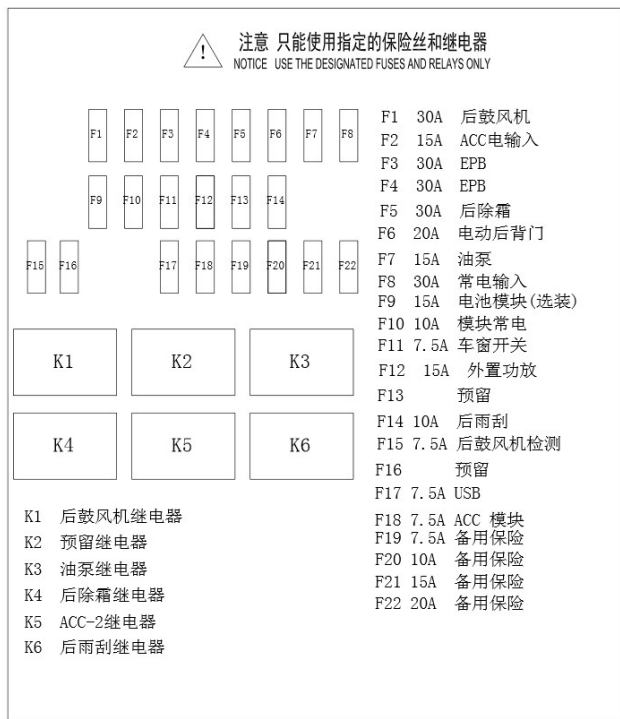 注意 只能使用指定的保险丝和继电器
NOTICE USE THE DESIGNATED FUSES AND RELAYS ONLY
F1 F2 F3 F4 F5 F6 F7 F8
F9 F10 F11 F12 F13 F14
F15 F16 F17 F18 F19 F20 F21 F22
K1 K2 K3
K4 K5 K6
K1 后鼓风机继电器
K2 预留继电器
K3 油泵继电器
K4 后除霜继电器
K5 ACC-2继电器
K6 后雨刮继电器
F1 30A 后鼓风机
F2 15A ACC电输入
F3 30A EPB
F4 30A EPB
F5 30A 后除霜
F6 20A 电动后背门
F7 15A 油泵
F8 30A 常电输入
F9 15A 电池模块(选装)
F10 10A 模块常电
F11 7.5A 车窗开关
F12 15A 外置功放
F13 预留
F14 10A 后雨刮
F15 7.5A 后鼓风机检测
F16 预留
F17 7.5A USB
F18 7.5A ACC 模块
F19 7.5A 备用保险
F20 10A 备用保险
F21 15A 备用保险
F22 20A 备用保险